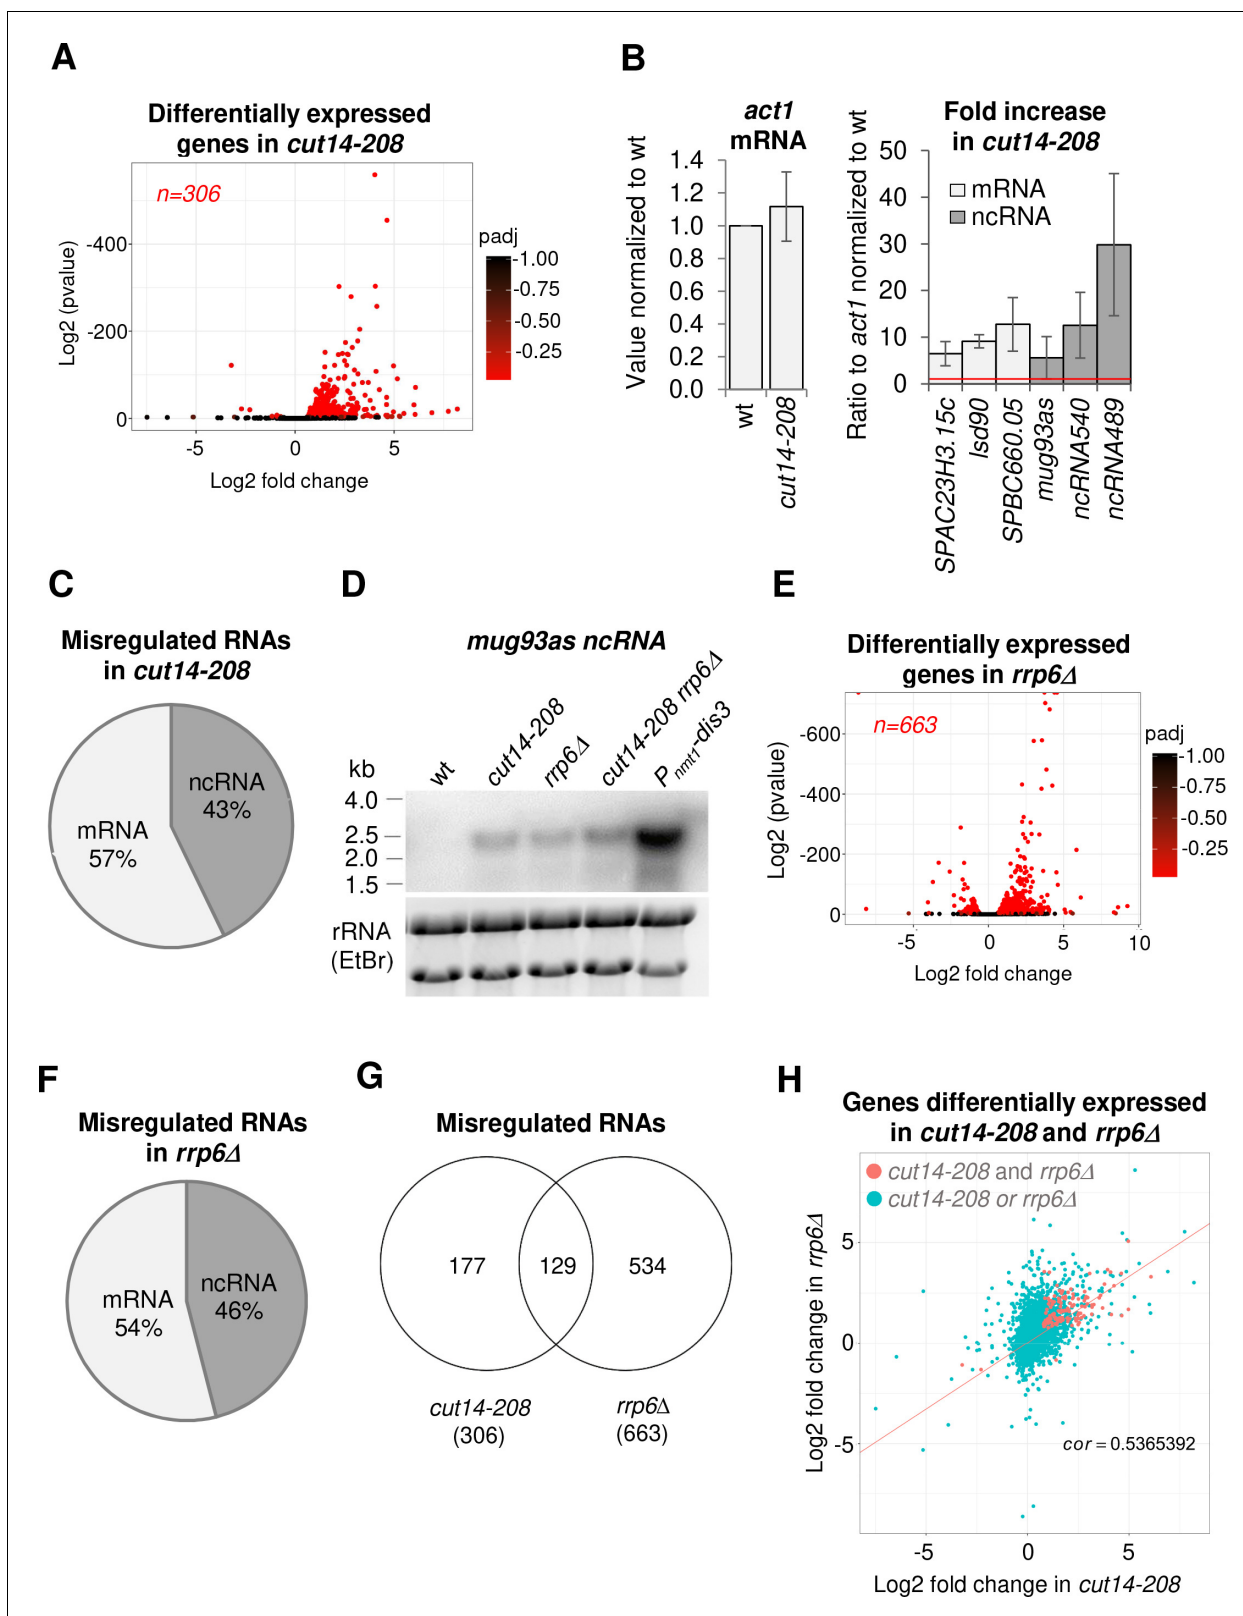 A
Differentially expressed
genes in cut14-208
n=306
Log2 (pvalue)
-400
-200
0
-5
0
5
Log2 fold change
padj
1.00
-0.75
-0.50
-0.25
B
act1
mRNA
Value normalized to wt
1.4
1.2
1.0
0.8
0.6
0.4
0.2
0.0
wt
cut14-208
Fold increase
in cut14-208
Ratio to act1 normalized to wt
50
40
30
20
10
0
mRNA
ncRNA
SPAC23H3.15c
lsd90
SPBC660.05
mug93as
ncRNA540
ncRNA489
C
Misregulated RNAs
in cut14-208
ncRNA
43%
mRNA
57%
D
mug93as ncRNA
kb
wt
cut14-208
rrp6Δ
cut14-208 rrp6Δ
Pnmt1-dis3
4.0
2.5
2.0
1.5
rRNA
(EtBr)
E
Differentially expressed
genes in rrp6Δ
n=663
Log2 (pvalue)
-600
-400
-200
0
-5
0
5
10
Log2 fold change
padj
1.00
-0.75
-0.50
-0.25
F
Misregulated RNAs
in rrp6Δ
ncRNA
46%
mRNA
54%
G
Misregulated RNAs
177
129
534
cut14-208
(306)
rrp6Δ
(663)
H
Genes differentially expressed
in cut14-208 and rrp6Δ
cut14-208 and rrp6Δ
cut14-208 or rrp6Δ
Log2 fold change in rrp6Δ
5
0
-5
cor = 0.5365392
-5
0
5
Log2 fold change in cut14-208